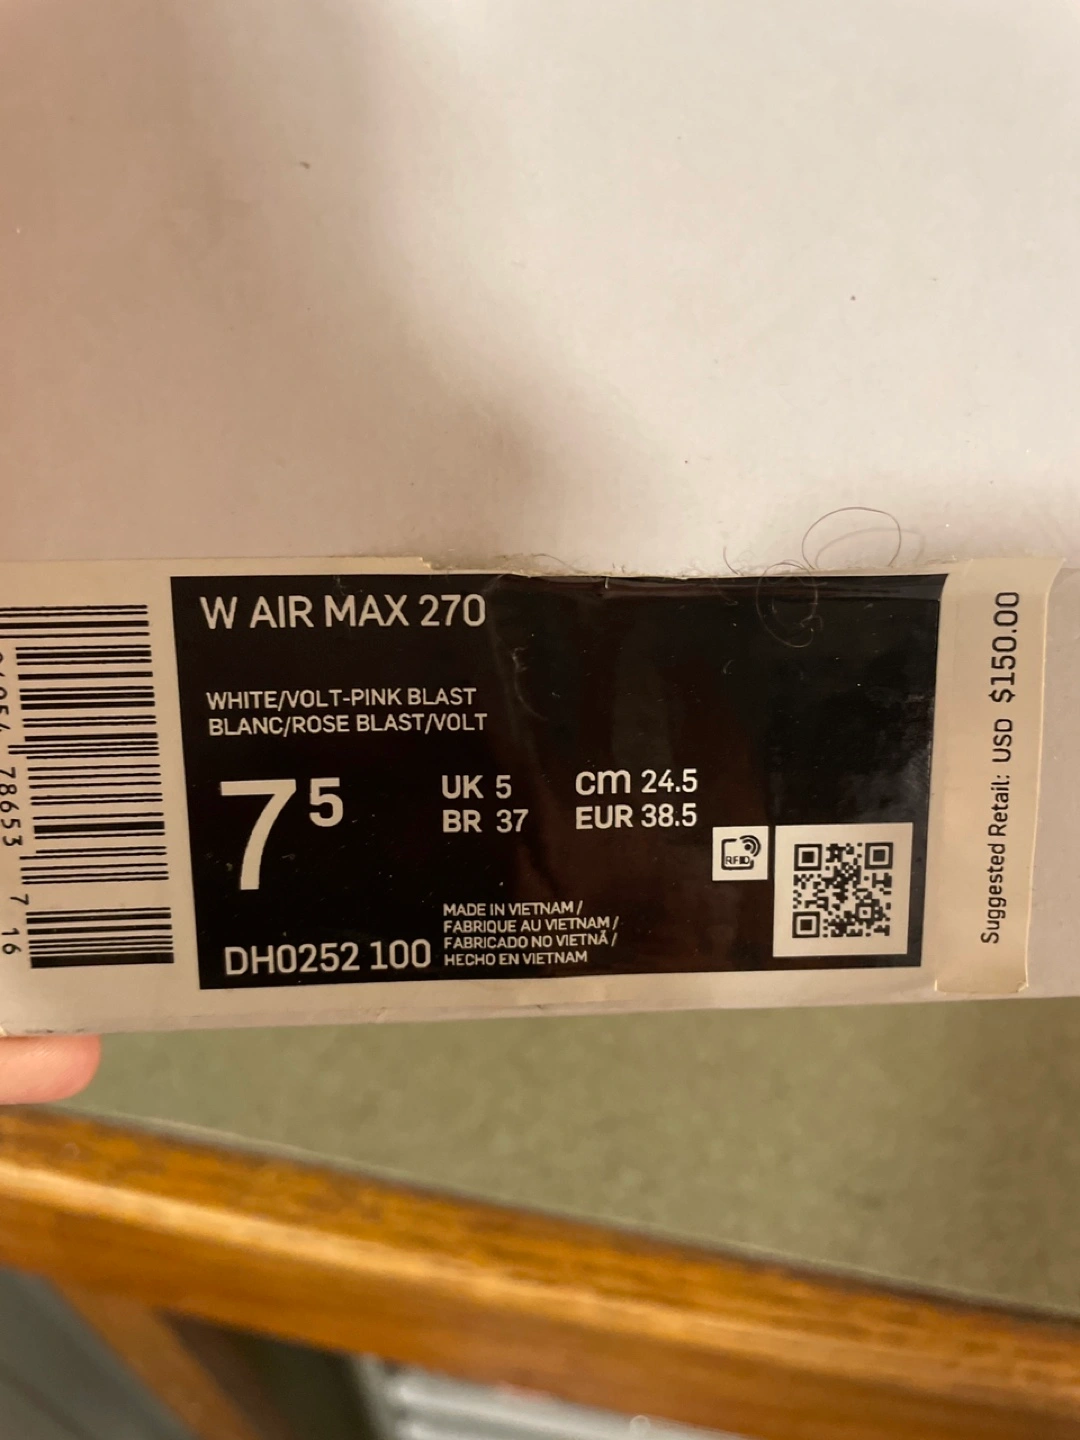 W AIR MAX 270
WHITE/VOLT-PINK BLAST
BLANC/ROSE BLAST/VOLT
7 5
UK 5
BR 37
cm 24.5
EUR 38.5
RFID
MADE IN VIETNAM /
FABRIQUE AU VIETNAM /
FABRICADO NO VIETNÃ /
HECHO EN VIETNAM
DH0252 100
Suggested Retail: USD $150.00
78653 7 16